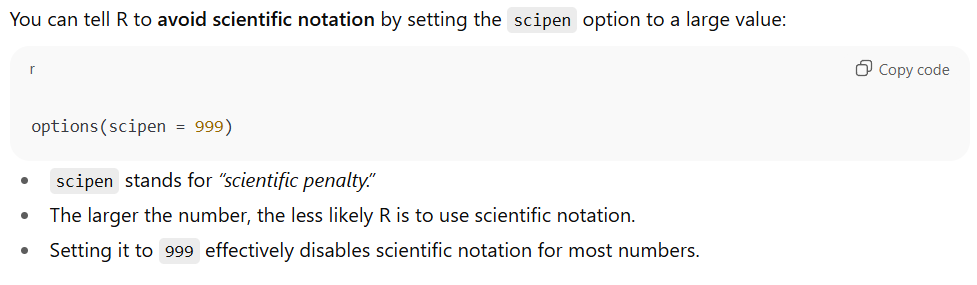 You can tell R to avoid scientific notation by setting the scipen option to a large value:
r
Copy code
options(scipen = 999)
scipen stands for “scientific penalty.”
The larger the number, the less likely R is to use scientific notation.
Setting it to 999 effectively disables scientific notation for most numbers.